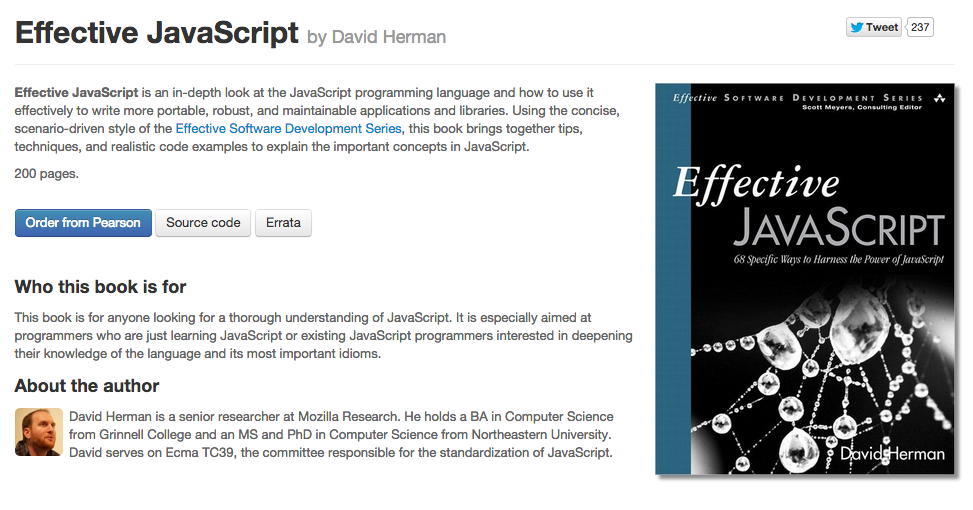 Effective JavaScript by David Herman
Tweet 237
Effective JavaScript is an in-depth look at the JavaScript programming language and how to use it
effectively to write more portable, robust, and maintainable applications and libraries. Using the concise,
scenario-driven style of the Effective Software Development Series, this book brings together tips,
techniques, and realistic code examples to explain the important concepts in JavaScript.
200 pages.
Order from Pearson Source code Errata
Who this book is for
This book is for anyone looking for a thorough understanding of JavaScript. It is especially aimed at
programmers who are just learning JavaScript or existing JavaScript programmers interested in deepening
their knowledge of the language and its most important idioms.
About the author
David Herman is a senior researcher at Mozilla Research. He holds a BA in Computer Science
from Grinnell College and an MS and PhD in Computer Science from Northeastern University.
David serves on Ecma TC39, the committee responsible for the standardization of JavaScript.
Effective Software Development Series
Scott Meyers, Consulting Editor
Effective
JavaScript
68 Specific Ways to Harness the Power of JavaScript
David Herman